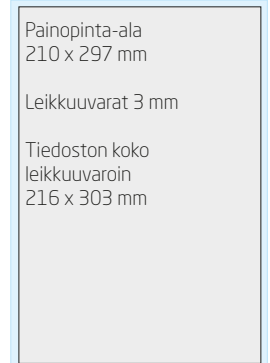 Painopinta-ala
210 x 297 mm
Leikkuuvarat 3 mm
Tiedoston koko
leikkuuvaroin
216 x 303 mm